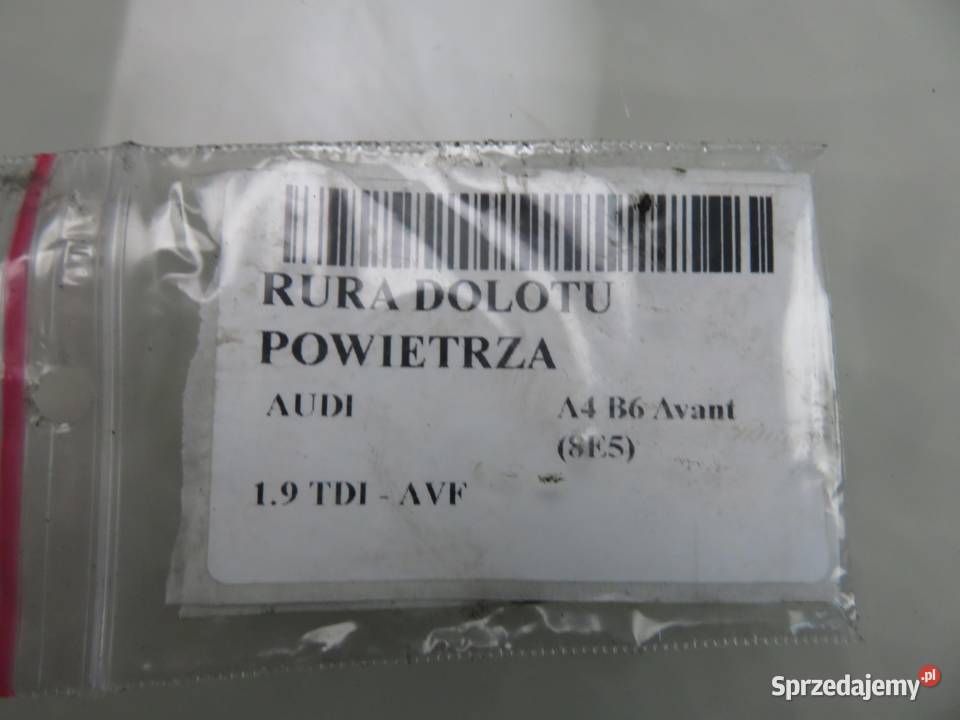 RURA DOLOTU
POWIETRZA
AUDI A4 B6 Avant
(8E5)
1.9 TDI - AVF
Sprzedajemy.pl